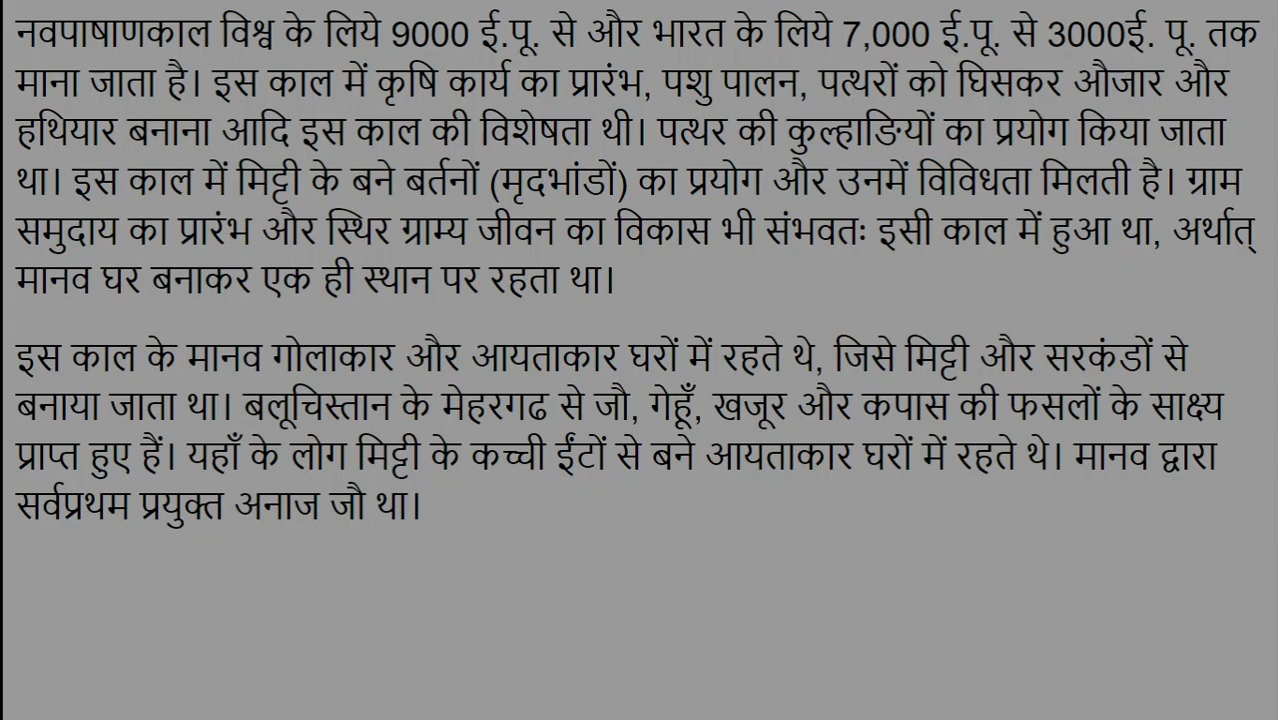 नवपाषाणकाल विश्व के लिये 9000 ई.पू. से और भारत के लिये 7,000 ई.पू. से 3000ई. पू. तक
माना जाता है। इस काल में कृषि कार्य का प्रारंभ, पशु पालन, पत्थरों को घिसकर औजार और
हथियार बनाना आदि इस काल की विशेषता थी। पत्थर की कुल्हाडियों का प्रयोग किया जाता
था। इस काल में मिट्टी के बने बर्तनों (मृदभांडों) का प्रयोग और उनमें विविधता मिलती है। ग्राम
समुदाय का प्रारंभ और स्थिर ग्राम्य जीवन का विकास भी संभवतः इसी काल में हुआ था, अर्थात्
मानव घर बनाकर एक ही स्थान पर रहता था।
इस काल के मानव गोलाकार और आयताकार घरों में रहते थे, जिसे मिट्टी और सरकंडों से
बनाया जाता था। बलूचिस्तान के मेहरगढ से जौ, गेहूँ, खजूर और कपास की फसलों के साक्ष्य
प्राप्त हुए हैं। यहाँ के लोग मिट्टी के कच्ची ईंटों से बने आयताकार घरों में रहते थे। मानव द्वारा
सर्वप्रथम प्रयुक्त अनाज जौ था।